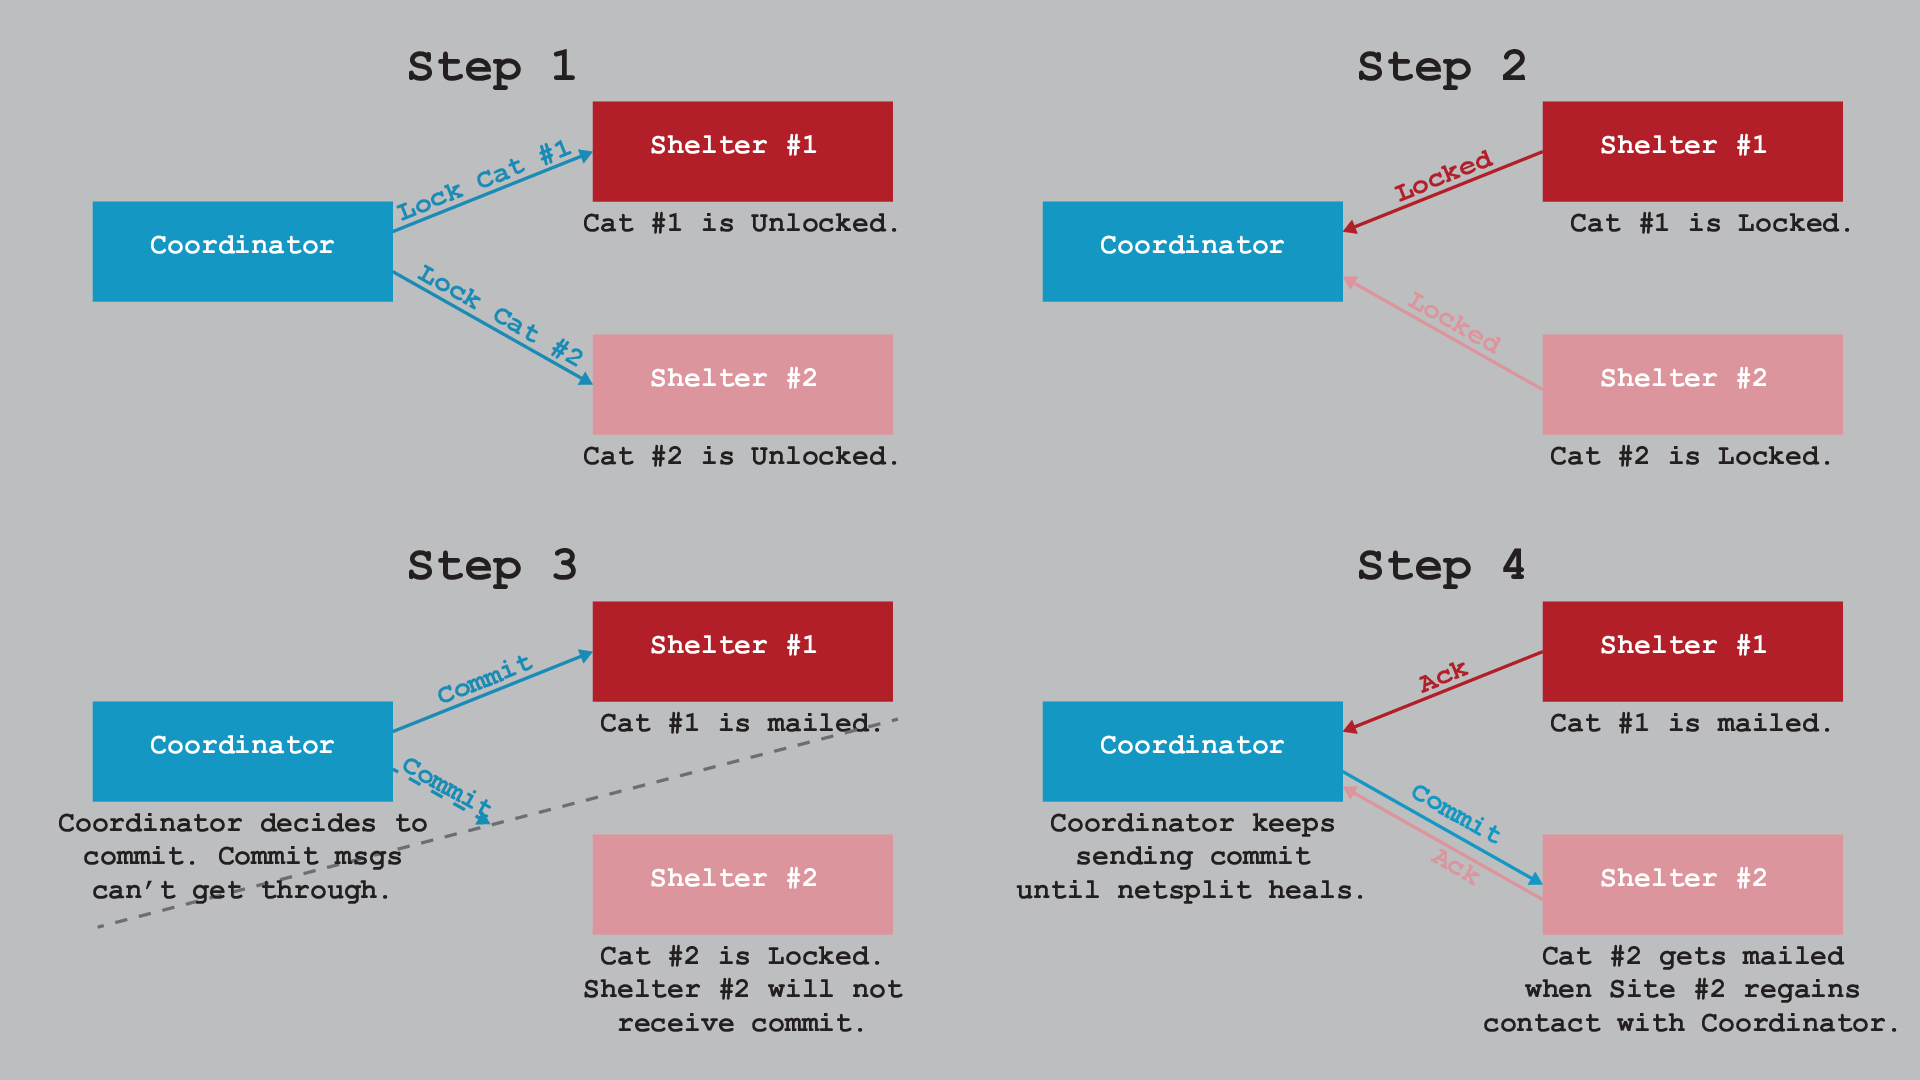 Step 1
Lock Cat #1
Shelter #1
Cat #1 is Unlocked.
Coordinator
Lock Cat #2
Shelter #2
Cat #2 is Unlocked.
Step 2
Locked
Shelter #1
Cat #1 is Locked.
Coordinator
Locked
Shelter #2
Cat #2 is Locked.
Step 3
Commit
Shelter #1
Cat #1 is mailed.
Coordinator
Commit
Coordinator decides to
commit. Commit msgs
can’t get through.
Shelter #2
Cat #2 is Locked.
Shelter #2 will not
receive commit.
Step 4
Ack
Shelter #1
Cat #1 is mailed.
Coordinator
Commit
Ack
Coordinator keeps
sending commit
until netsplit heals.
Shelter #2
Cat #2 gets mailed
when Site #2 regains
contact with Coordinator.